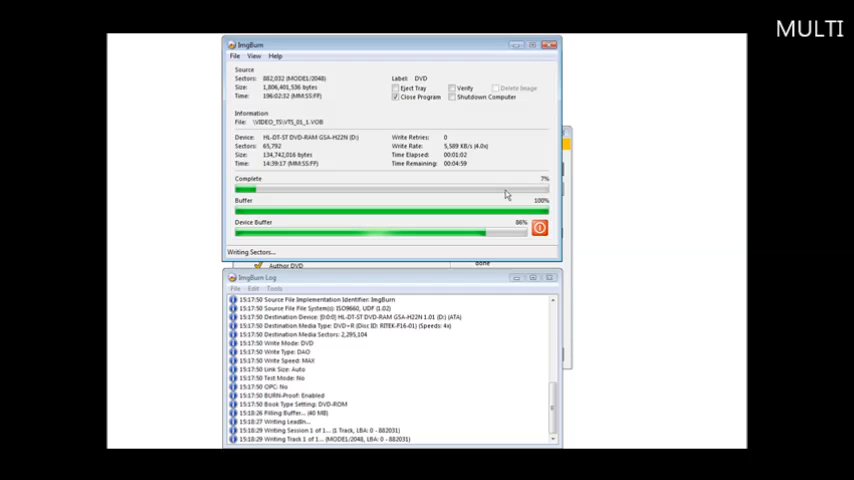 MULTI
ImgBurn
File View Help
Source
Sectors: 882,032 (MODE1/2048)
Size: 1,806,401,536 bytes
Time: 196:02:32 (MM:SS:FF)
Label: DVD
Eject Tray Verify Delete Image
Close Program Shutdown Computer
Information
File: \VIDEO_TS\VTS_01_1.VOB
Device: HL-DT-ST DVD-RAM GSA-H22N (D:)
Sectors: 65,792
Size: 134,742,016 bytes
Time: 14:39:17 (MM:SS:FF)
Write Retries: 0
Write Rate: 5,589 KB/s (4.0x)
Time Elapsed: 00:01:02
Time Remaining: 00:04:59
Complete 7%
Buffer 100%
Device Buffer 86%
Writing Sectors...
Author DVD done
ImgBurn Log
File Edit Tools
15:17:50 Source File Implementation Identifier: ImgBurn
15:17:50 Source File File System(s): ISO9660, UDF (1.02)
15:17:50 Destination Device: [0:0:0] HL-DT-ST DVD-RAM GSA-H22N 1.01 (D:) (ATA)
15:17:50 Destination Media Type: DVD+R (Disc ID: RITEK-F16-01) (Speeds: 4x)
15:17:50 Destination Media Sectors: 2,295,104
15:17:50 Write Mode: DVD
15:17:50 Write Type: DAO
15:17:50 Write Speed: MAX
15:17:50 Link Size: Auto
15:17:50 Test Mode: No
15:17:50 OPC: No
15:17:50 BURN-Proof: Enabled
15:17:50 Book Type Setting: DVD-ROM
15:18:26 Filling Buffer... (40 MB)
15:18:27 Writing LeadIn...
15:18:29 Writing Session 1 of 1... (1 Track, LBA: 0 - 882031)
15:18:29 Writing Track 1 of 1... (MODE1/2048, LBA: 0 - 882031)